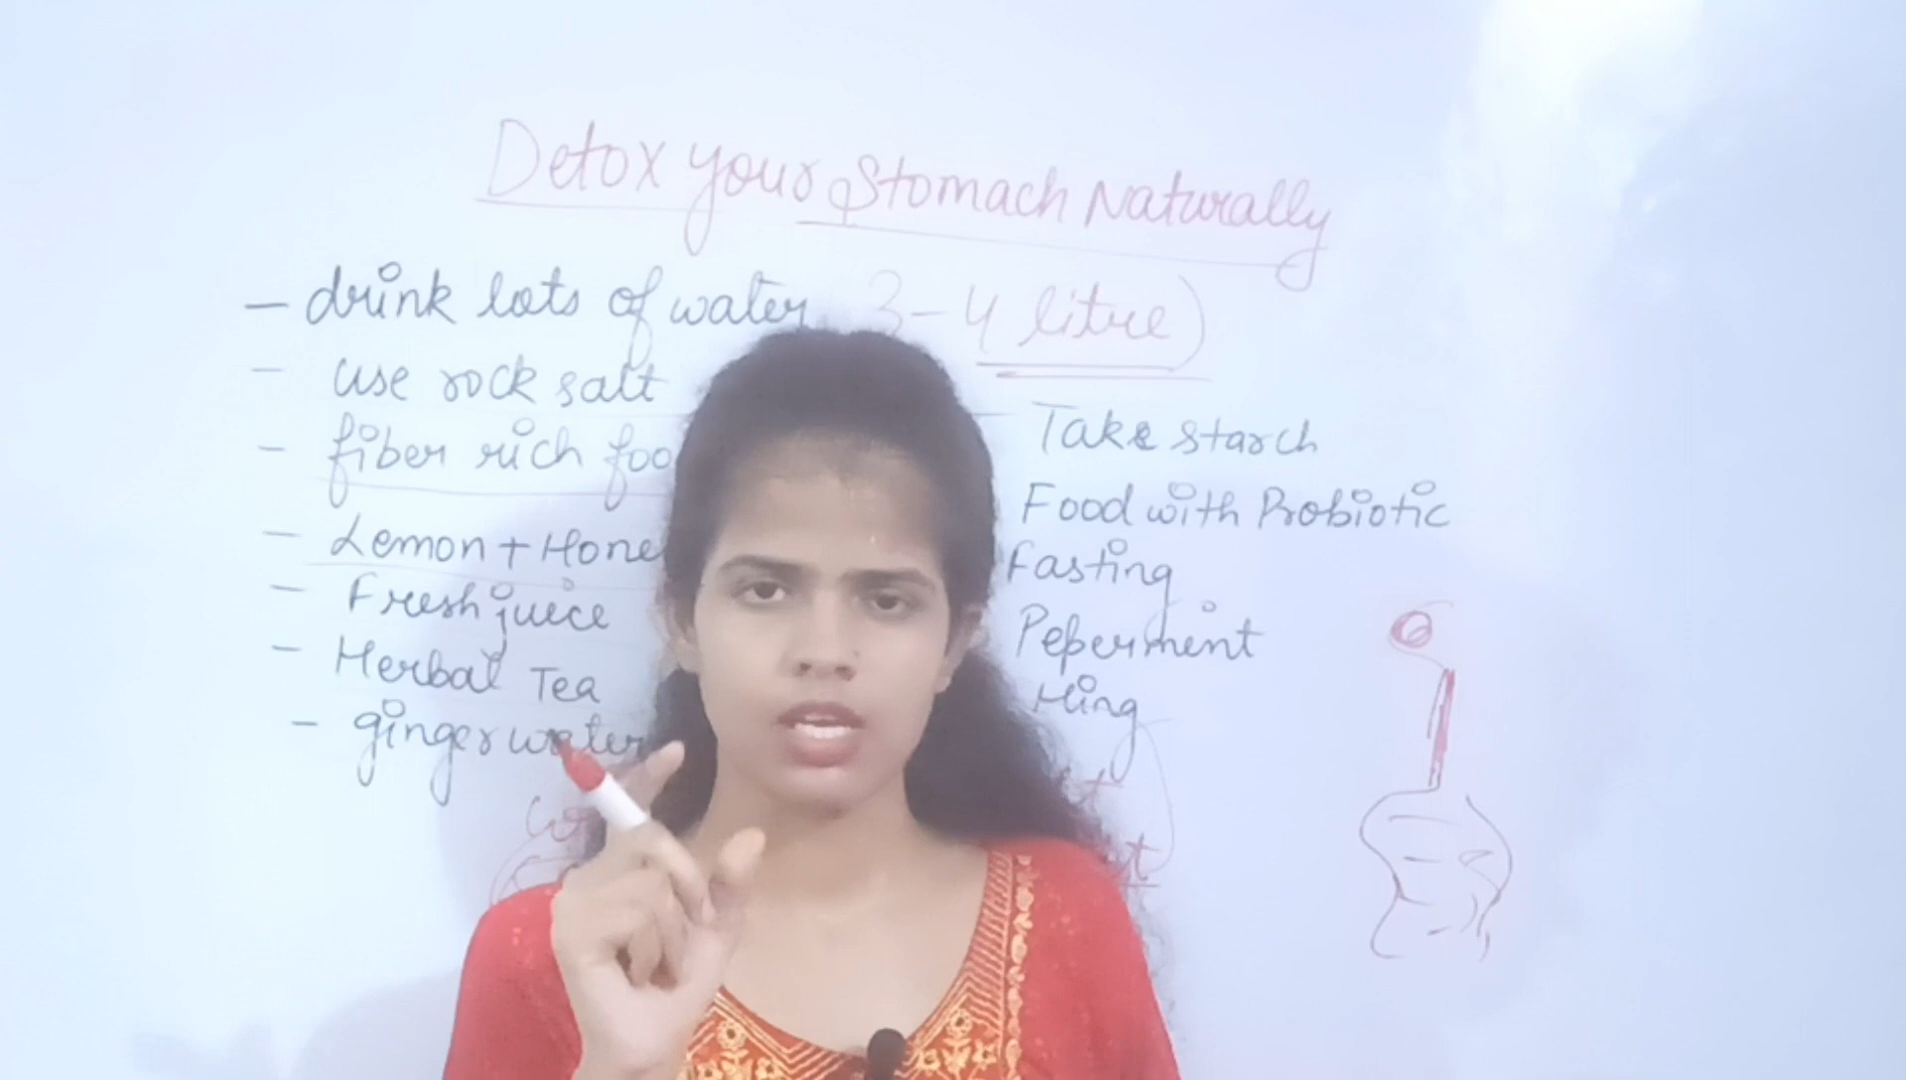 Detox your Stomach Naturally
- drink lots of water 3-4 litre)
- use rock salt
- fiber rich foo
- Lemon + Hone
- Fresh juice
- Herbal Tea
- ginger water
Take starch
Food with Probiotic
Fasting
Peperment
Hing